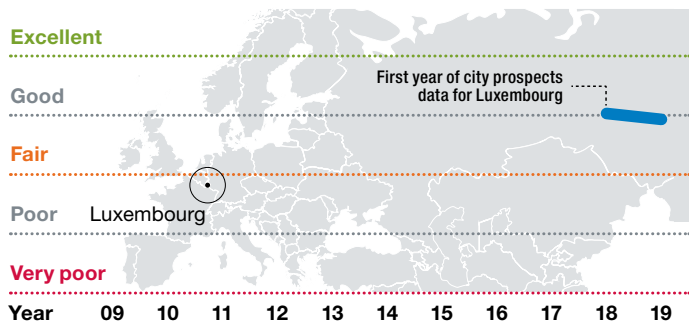 Excellent
First year of city prospects
data for Luxembourg
Good
Fair
Poor
Luxembourg
Very poor
Year 09 10 11 12 13 14 15 16 17 18 19